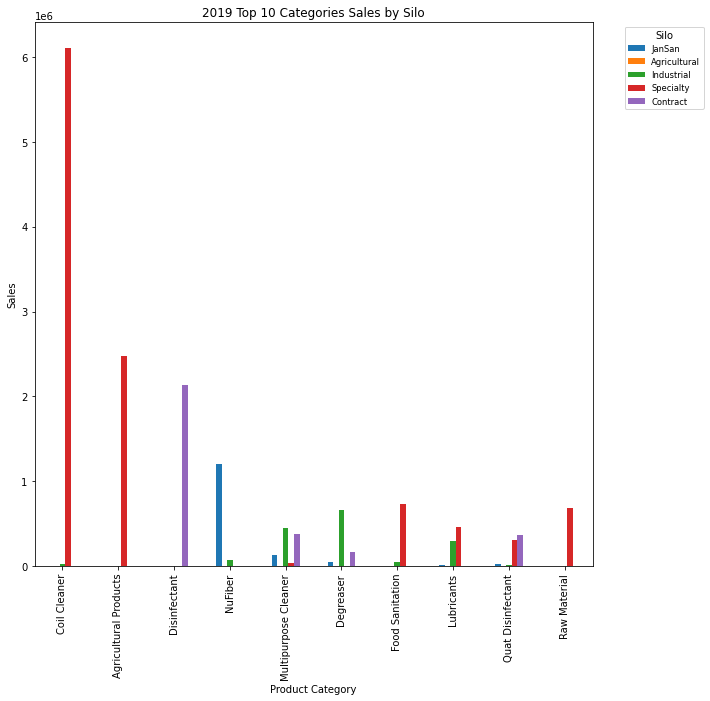 2019 Top 10 Categories Sales by Silo
1e6
Silo
JanSan
Agricultural
Industrial
Specialty
Contract
Sales
6
5
4
3
2
1
0
Coil Cleaner
Agricultural Products
Disinfectant
NuFiber
Multipurpose Cleaner
Degreaser
Food Sanitation
Lubricants
Quat Disinfectant
Raw Material
Product Category